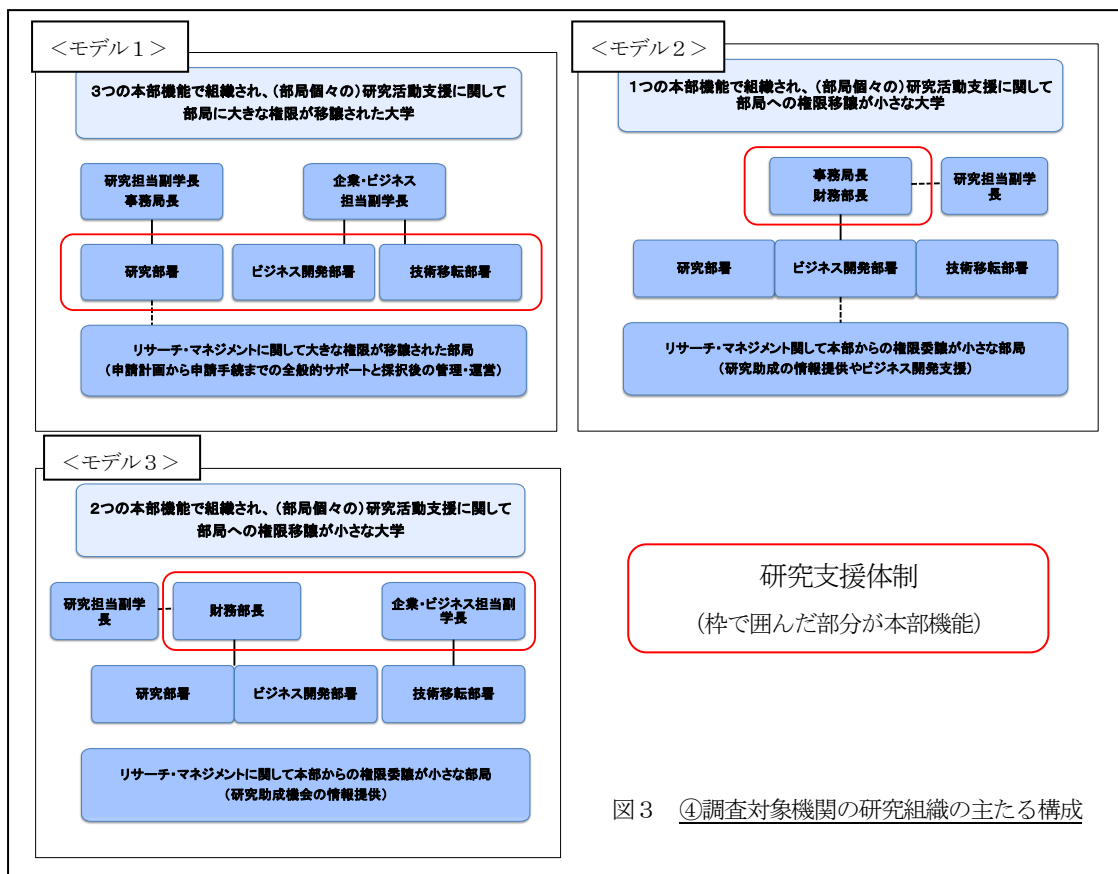 ＜モデル１＞
３つの本部機能で組織され、（部局個々の）研究活動支援に関して
部局に大きな権限が移譲された大学
研究担当副学長
事務局長
企業・ビジネス
担当副学長
研究部署
ビジネス開発部署
技術移転部署
リサーチ・マネジメントに関して大きな権限が移譲された部局
（申請計画から申請手続までの全般的サポートと採択後の管理・運営）
＜モデル２＞
１つの本部機能で組織され、（部局個々の）研究活動支援に関して
部局への権限移譲が小さな大学
事務局長
財務部長
研究担当副学
長
研究部署
ビジネス開発部署
技術移転部署
リサーチ・マネジメント関して本部からの権限委譲が小さな部局
（研究助成の情報提供やビジネス開発支援）
＜モデル３＞
２つの本部機能で組織され、（部局個々の）研究活動支援に関して
部局への権限移譲が小さな大学
研究担当副学
長
財務部長
企業・ビジネス担当副
学長
研究部署
ビジネス開発部署
技術移転部署
リサーチ・マネジメントに関して本部からの権限委譲が小さな部局
（研究助成機会の情報提供）
研究支援体制
（枠で囲んだ部分が本部機能）
図３　④調査対象機関の研究組織の主たる構成